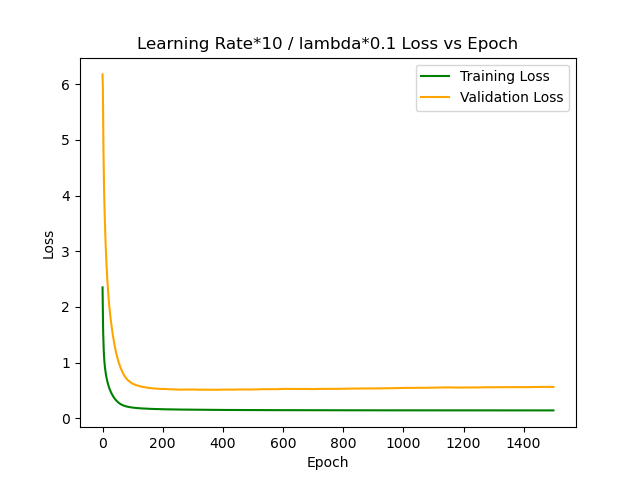 Learning Rate*10 / lambda*0.1 Loss vs Epoch
Training Loss
Validation Loss
6
5
4
3
2
1
0
Loss
0 200 400 600 800 1000 1200 1400
Epoch